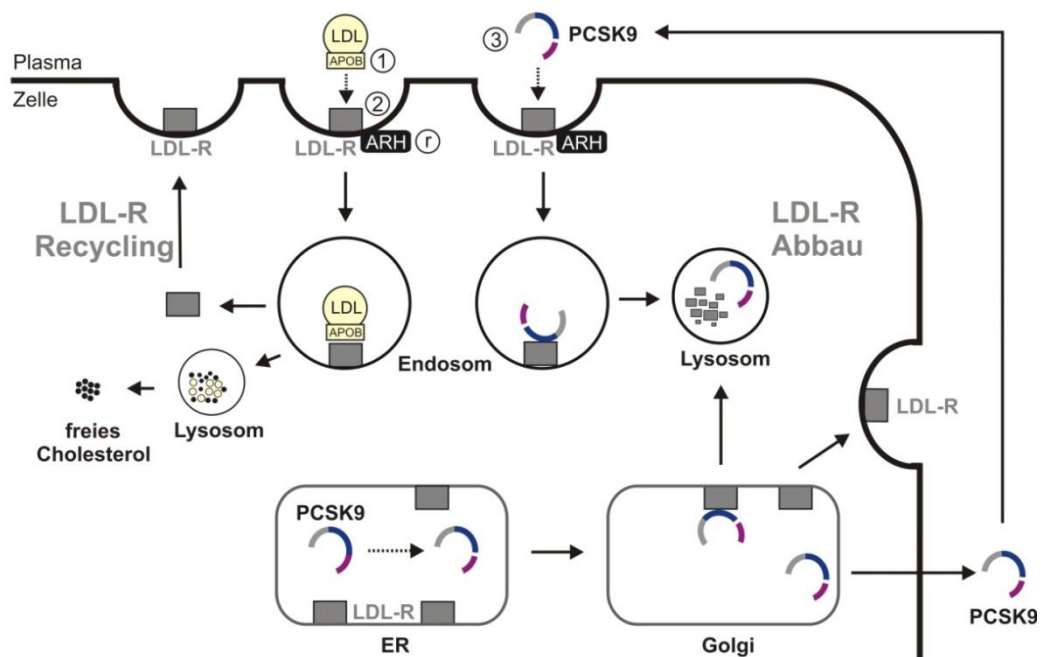 LDL
APOB
①
③
PCSK9
Plasma
Zelle
②
LDL-R
LDL-R
ARH
ⓡ
LDL-R
ARH
LDL-R
Recycling
LDL-R
Abbau
LDL
APOB
Endosom
Lysosom
freies
Cholesterol
Lysosom
LDL-R
PCSK9
LDL-R
ER
Golgi
PCSK9